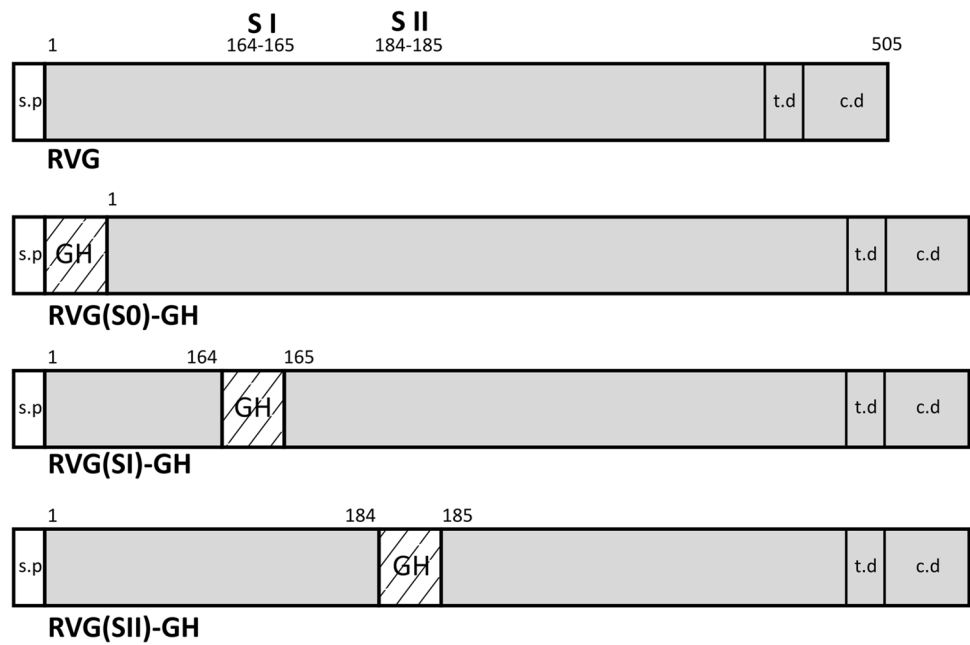 S I S II
1 164-165 184-185 505
s.p t.d c.d
RVG
1
s.p GH t.d c.d
RVG(S0)-GH
1 164 165
s.p GH t.d c.d
RVG(SI)-GH
1 184 185
s.p GH t.d c.d
RVG(SII)-GH